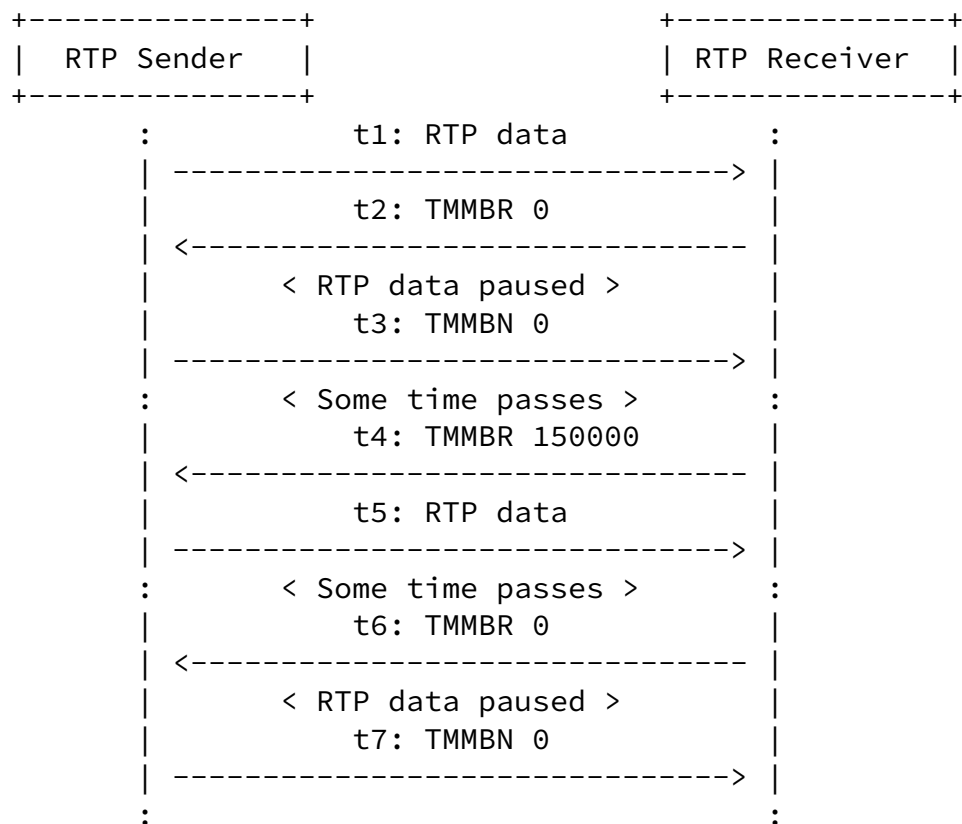 +---------------+                   +---------------+
|  RTP Sender   |                   | RTP Receiver  |
+---------------+                   +---------------+
       :           t1: RTP data           :
       | -------------------------------> |
       |           t2: TMMBR 0            |
       | <------------------------------- |
       |       < RTP data paused >        |
       |           t3: TMMBN 0            |
       | -------------------------------> |
       :       < Some time passes >       :
       |           t4: TMMBR 150000       |
       | <------------------------------- |
       |           t5: RTP data           |
       | -------------------------------> |
       :       < Some time passes >       :
       |           t6: TMMBR 0            |
       | <------------------------------- |
       |       < RTP data paused >        |
       |           t7: TMMBN 0            |
       | -------------------------------> |
       :                                  :